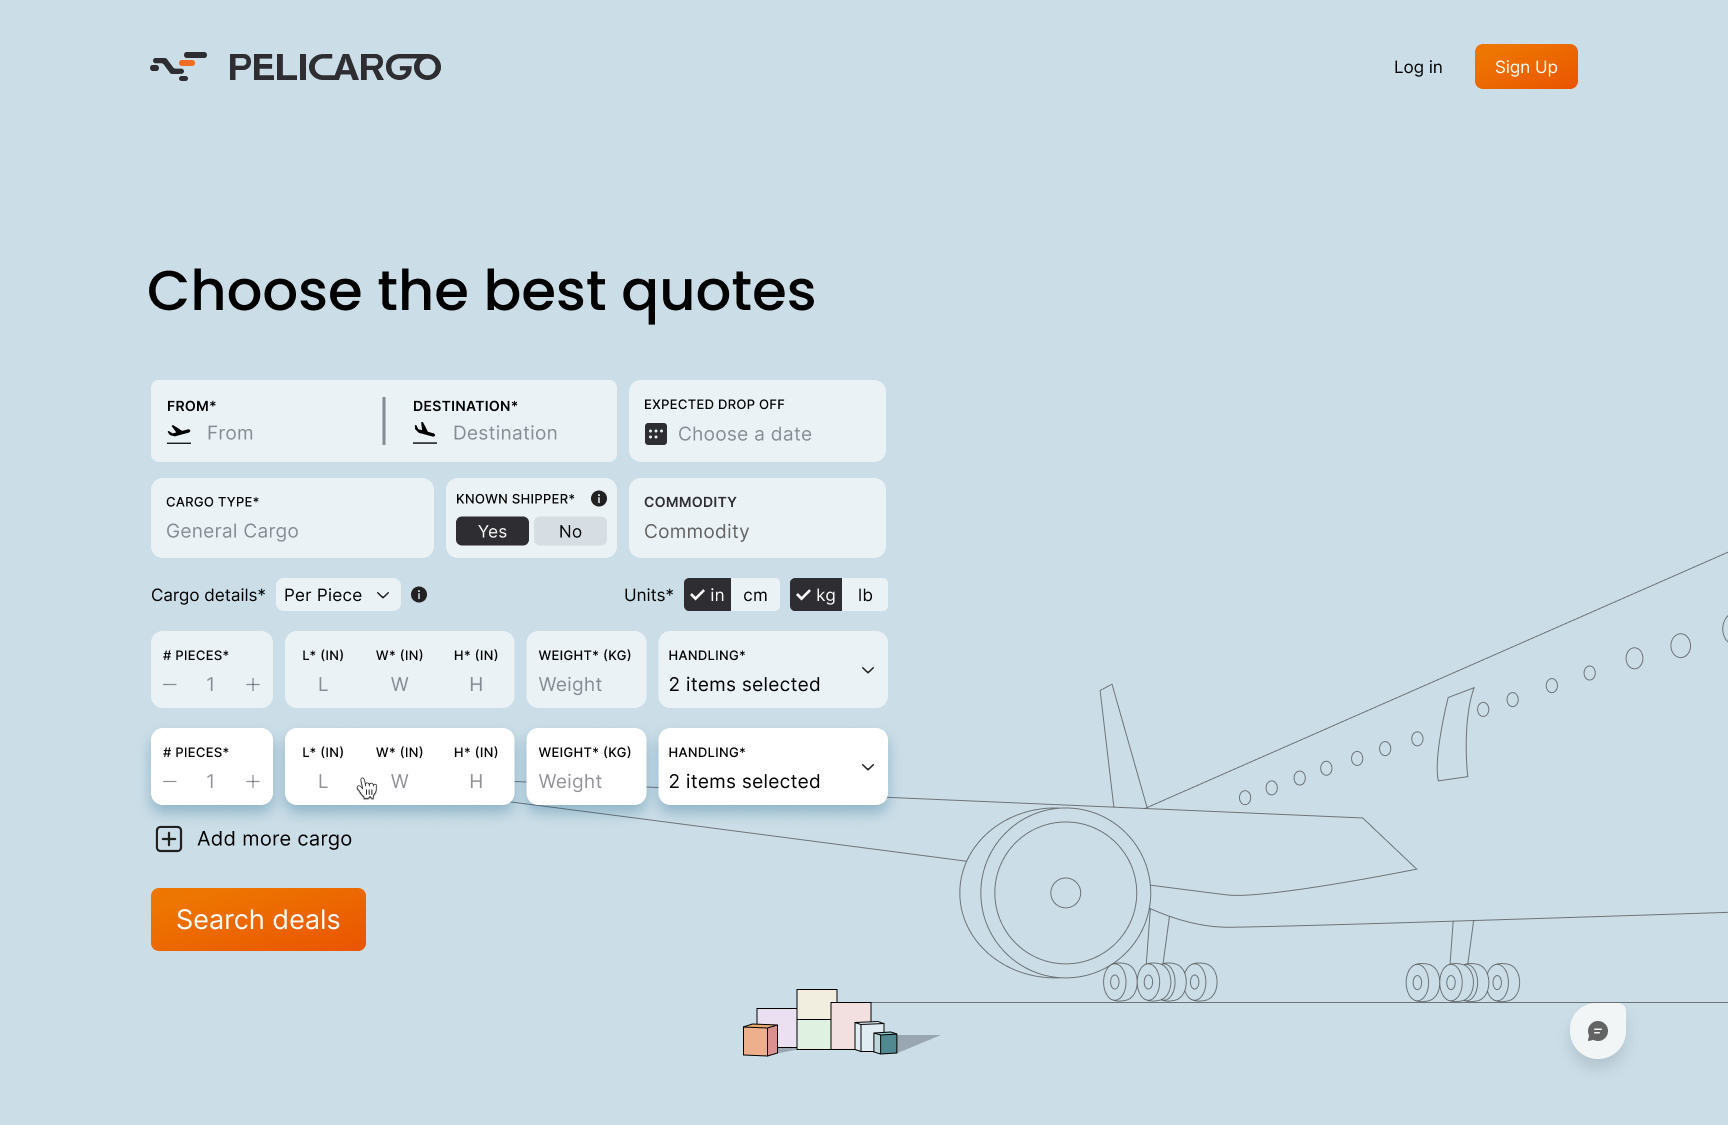 PELICARGO
Log in
Sign Up
Choose the best quotes
FROM*
From
DESTINATION*
Destination
EXPECTED DROP OFF
Choose a date
CARGO TYPE*
General Cargo
KNOWN SHIPPER*
Yes No
COMMODITY
Commodity
Cargo details* Per Piece
Units* in cm kg lb
# PIECES* L* (IN) W* (IN) H* (IN) WEIGHT* (KG) HANDLING*
1 L W H Weight 2 items selected
# PIECES* L* (IN) W* (IN) H* (IN) WEIGHT* (KG) HANDLING*
1 L W H Weight 2 items selected
Add more cargo
Search deals